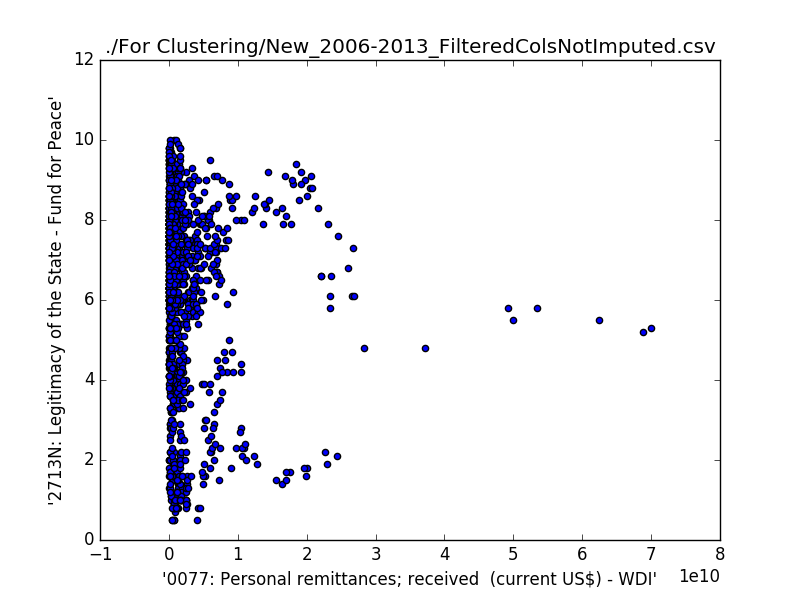 ./For Clustering/New_2006-2013_FilteredColsNotImputed.csv
12
10
8
6
4
2
0
'2713N: Legitimacy of the State - Fund for Peace'
−1 0 1 2 3 4 5 6 7 8
1e10
'0077: Personal remittances; received  (current US$) - WDI'